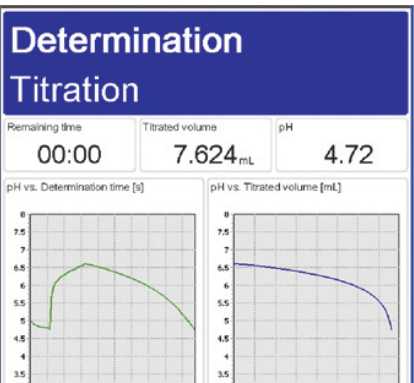 Determination
Titration
Remaining time Titrated volume pH
00:00 7.624 mL 4.72
pH vs. Determination time [s] pH vs. Titrated volume [mL]
8 8
7.5 7.5
7 7
6.5 6.5
6 6
5.5 5.5
5 5
4.5 4.5
4 4
3.5 3.5